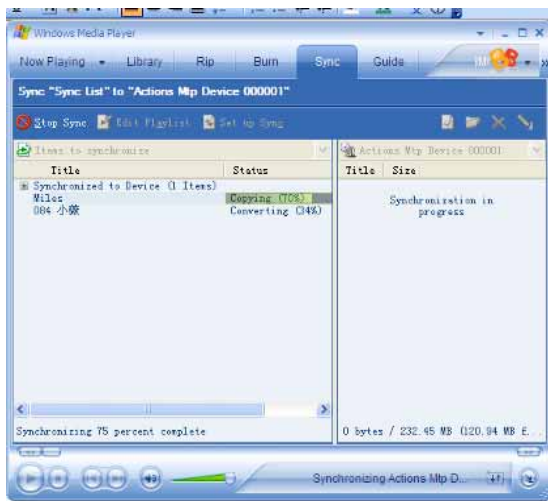 Windows Media Player
Now Playing Library Rip Burn Sync Guide
Sync "Sync List" to "Actions Mtp Device 000001"
Stop Sync Edit Playlist Set up Sync
Items to synchronize
Actions Mtp Device 000001
Title Status
Title Size
Synchronized to Device (1 Items)
Miles Copying (70%)
084 小薇 Converting (34%)
Synchronization in
progress
Synchronizing 75 percent complete
0 bytes / 232.45 MB (120.94 MB f...
Synchronizing Actions Mtp D...